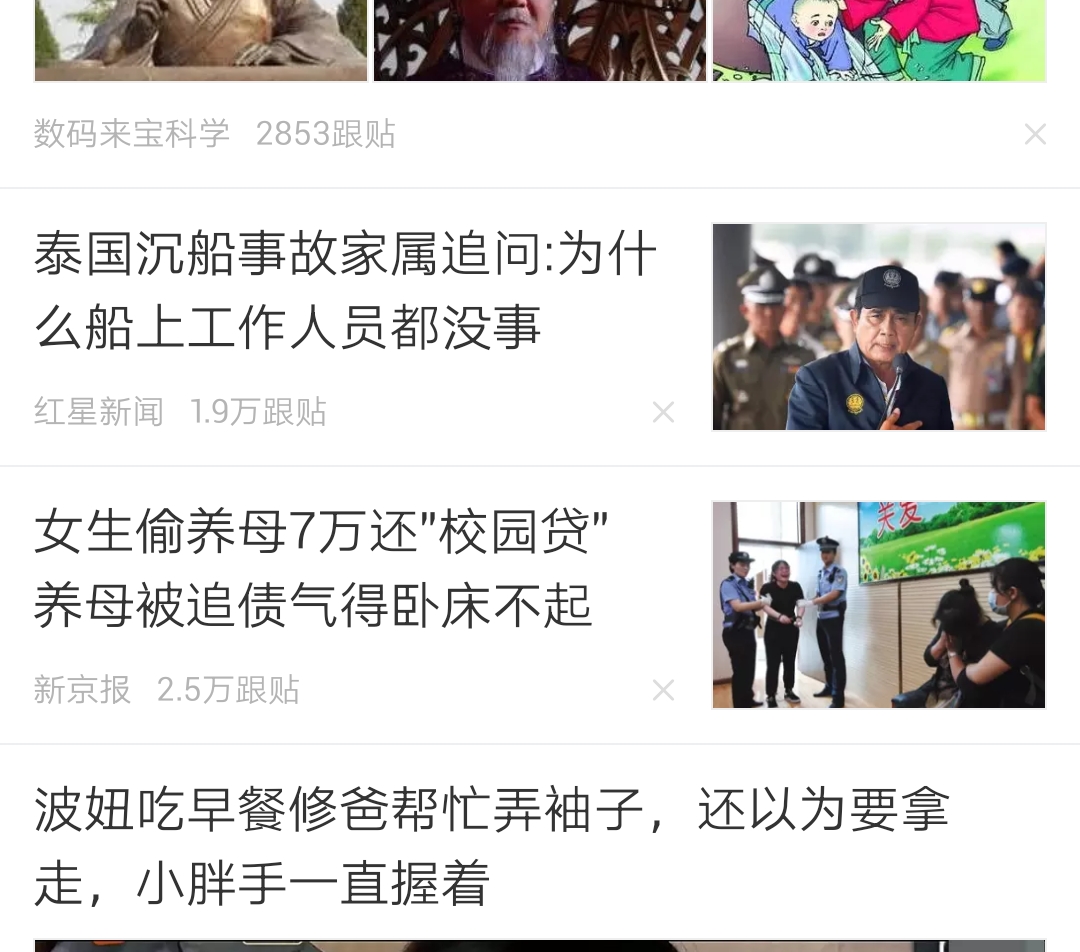 数码来宝科学 2853跟贴
泰国沉船事故家属追问:为什
么船上工作人员都没事
红星新闻 1.9万跟贴
女生偷养母7万还"校园贷"
养母被追债气得卧床不起
关爱
新京报 2.5万跟贴
波妞吃早餐修爸帮忙弄袖子，还以为要拿
走，小胖手一直握着